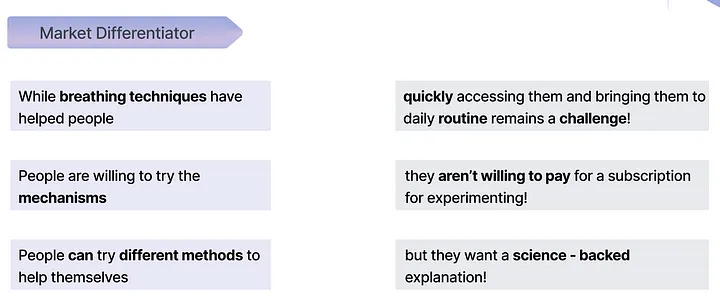 Market Differentiator
While breathing techniques have
helped people
quickly accessing them and bringing them to
daily routine remains a challenge!
People are willing to try the
mechanisms
they aren’t willing to pay for a subscription
for experimenting!
People can try different methods to
help themselves
but they want a science - backed
explanation!